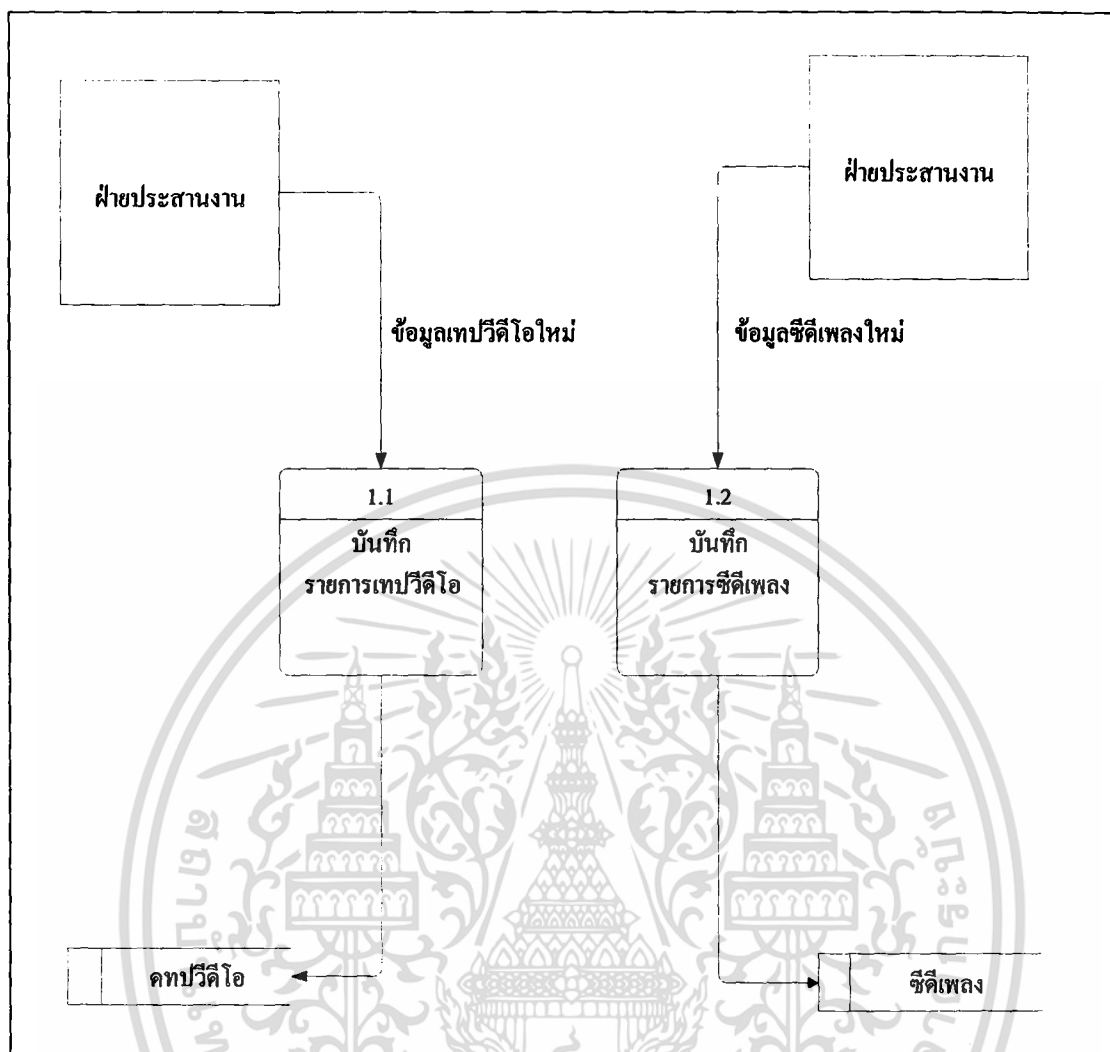 ฝ่ายประสานงาน
ฝ่ายประสานงาน
ข้อมูลเทปวีดีโอใหม่
ข้อมูลซีดีเพลงใหม่
1.1
บันทึก
รายการเทปวีดีโอ
1.2
บันทึก
รายการซีดีเพลง
ดทปวีดีโอ
ซีดีเพลง